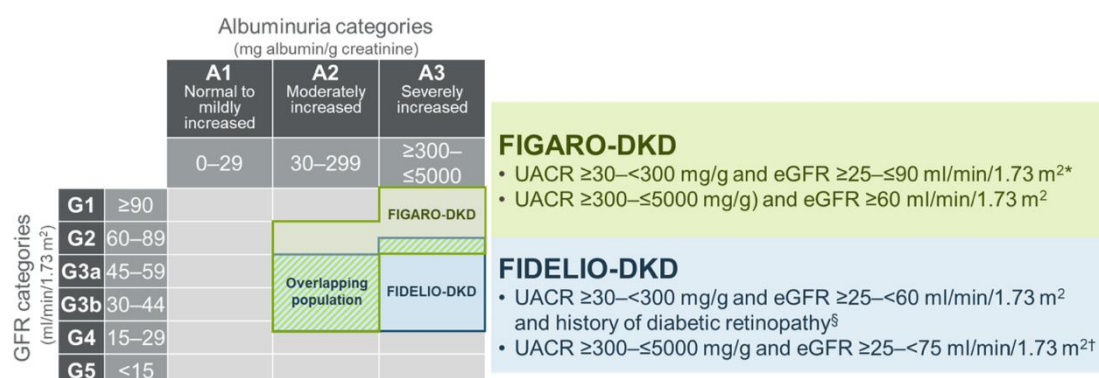 Albuminuria categories
(mg albumin/g creatinine)
A1
Normal to
mildly
increased
A2
Moderately
increased
A3
Severely
increased
0–29
30–299
≥300–
≤5000
GFR categories
(ml/min/1.73 m²)
G1 ≥90
G2 60–89
G3a 45–59
G3b 30–44
G4 15–29
G5 <15
FIGARO-DKD
Overlapping
population
FIDELIO-DKD
FIGARO-DKD
• UACR ≥30–<300 mg/g and eGFR ≥25–≤90 ml/min/1.73 m²*
• UACR ≥300–≤5000 mg/g) and eGFR ≥60 ml/min/1.73 m²
FIDELIO-DKD
• UACR ≥30–<300 mg/g and eGFR ≥25–<60 ml/min/1.73 m²
and history of diabetic retinopathy§
• UACR ≥300–≤5000 mg/g and eGFR ≥25–<75 ml/min/1.73 m²†